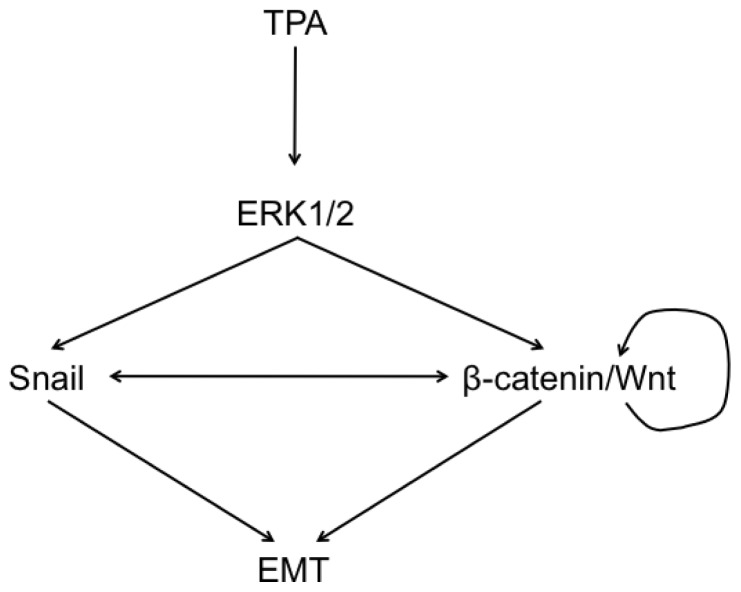 TPA
ERK1/2
Snail
β-catenin/Wnt
EMT